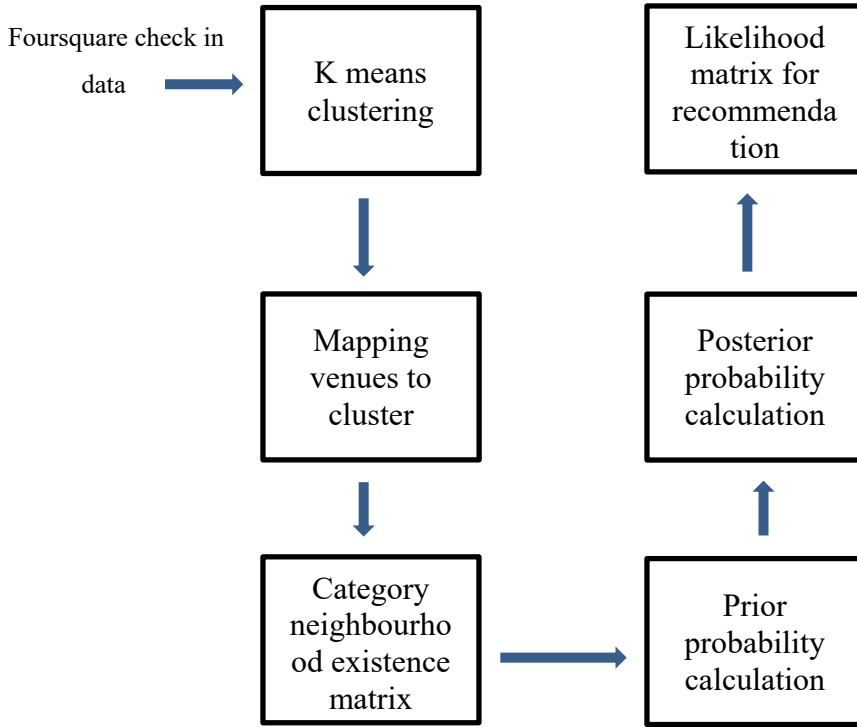 Foursquare check in
data
K means
clustering
Mapping
venues to
cluster
Category
neighbourho
od existence
matrix
Prior
probability
calculation
Posterior
probability
calculation
Likelihood
matrix for
recommenda
tion